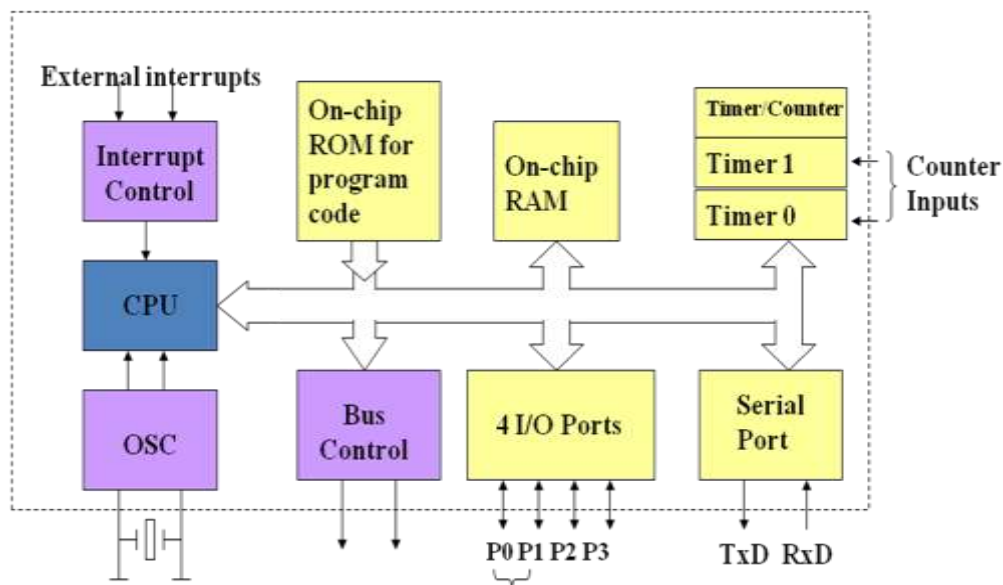 External interrupts
Interrupt
Control
CPU
OSC
On-chip
ROM for
program
code
Bus
Control
On-chip
RAM
4 I/O Ports
P0 P1 P2 P3
Timer/Counter
Timer 1
Timer 0
Counter
Inputs
Serial
Port
TxD RxD